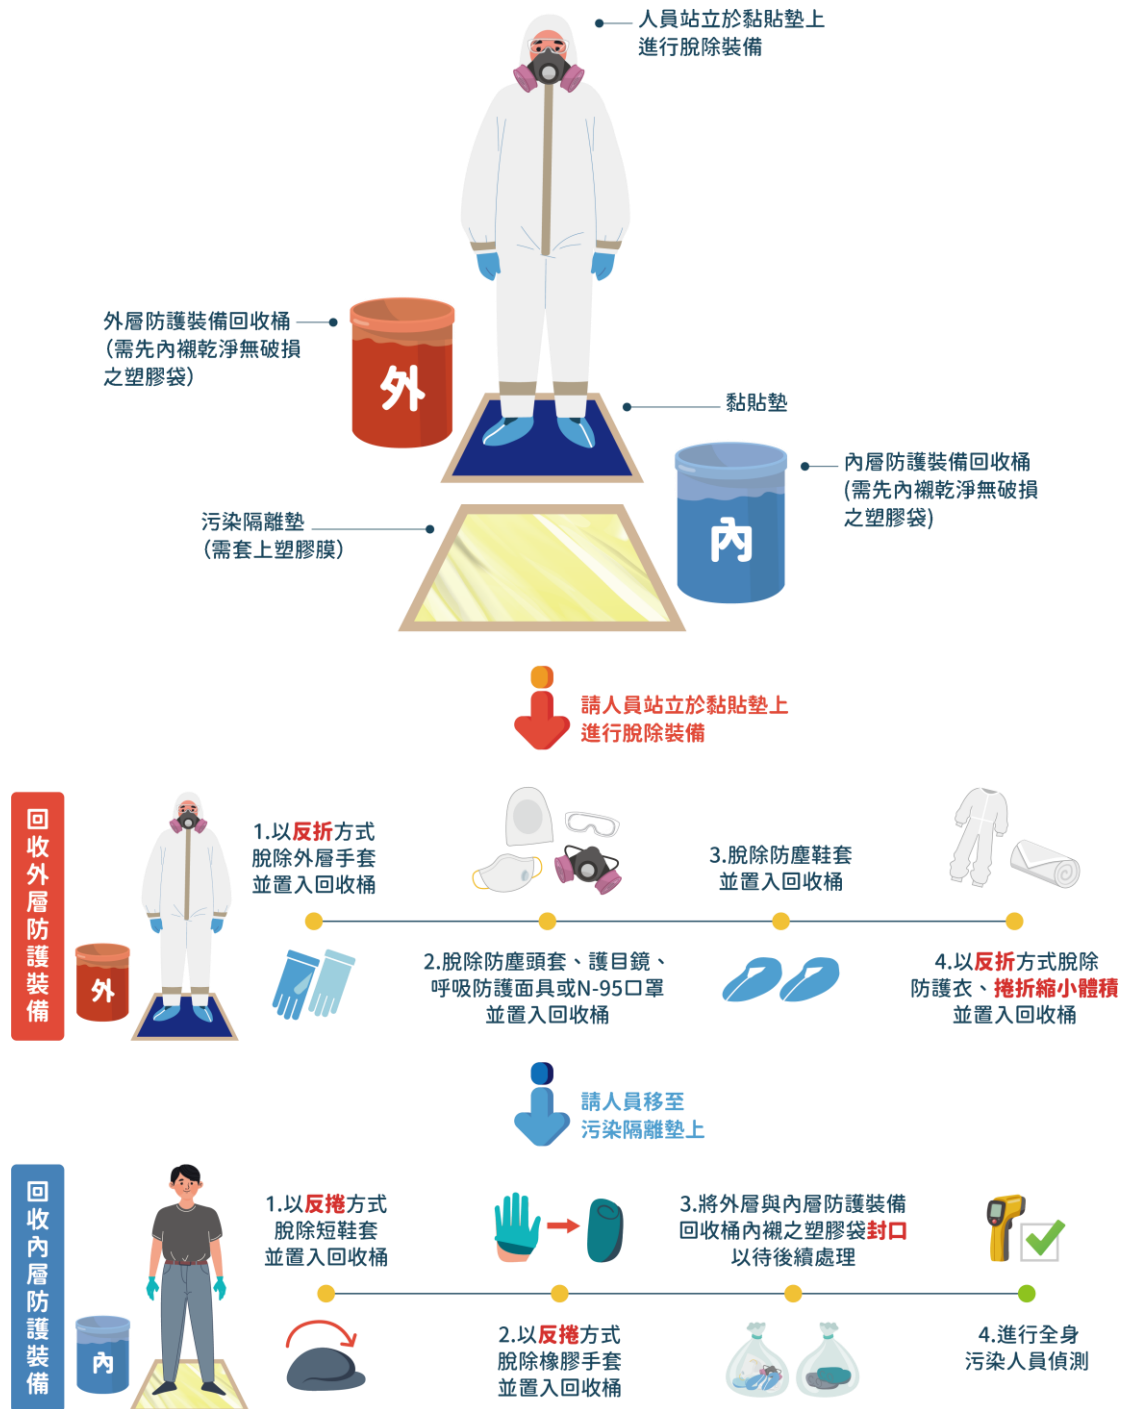 人員站立於黏貼墊上
進行脫除裝備
外層防護裝備回收桶
(需先內襯乾淨無破損
之塑膠袋)
外
黏貼墊
內層防護裝備回收桶
(需先內襯乾淨無破損
之塑膠袋)
內
污染隔離墊
(需套上塑膠膜)
請人員站立於黏貼墊上
進行脫除裝備
回收外層防護裝備
外
1.以反折方式
脫除外層手套
並置入回收桶
2.脫除防塵頭套、護目鏡、
呼吸防護面具或N-95口罩
並置入回收桶
3.脫除防塵鞋套
並置入回收桶
4.以反折方式脫除
防護衣、捲折縮小體積
並置入回收桶
請人員移至
污染隔離墊上
回收內層防護裝備
內
1.以反捲方式
脫除短鞋套
並置入回收桶
2.以反捲方式
脫除橡膠手套
並置入回收桶
3.將外層與內層防護裝備
回收桶內襯之塑膠袋封口
以待後續處理
4.進行全身
污染人員偵測